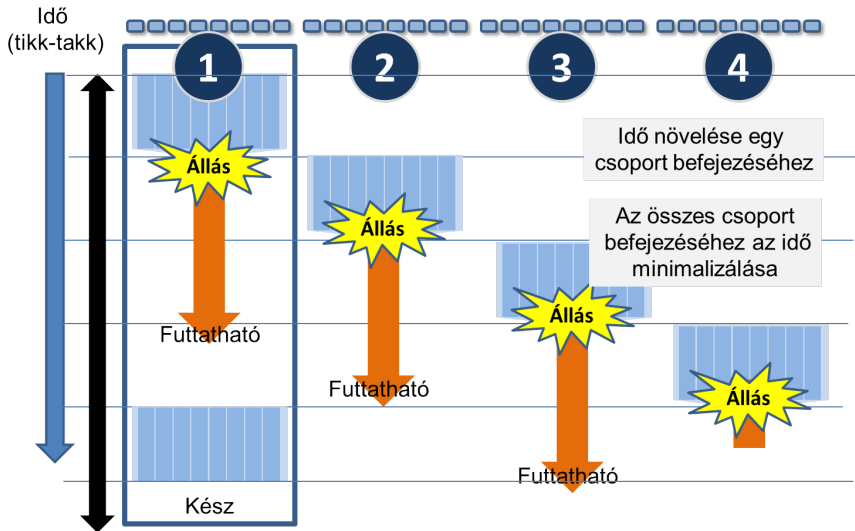 Idő
(tikk-takk)
1
2
3
4
Idő növelése egy
csoport befejezéséhez
Állás
Az összes csoport
befejezéséhez az idő
minimalizálása
Állás
Állás
Futtatható
Futtatható
Állás
Futtatható
Kész